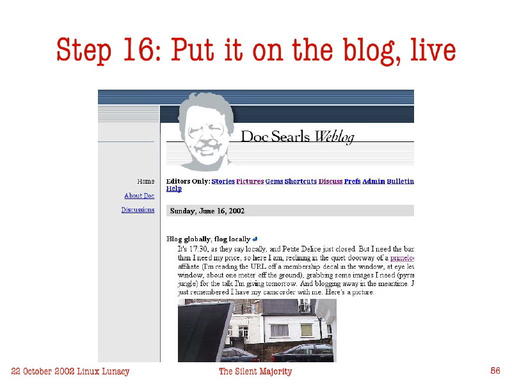 Step 16: Put it on the blog, live
Doc Searls Weblog
Home
About Doc
Discussions
Editors Only: Stories Pictures Gems Shortcuts Discuss Prefs Admin Bulletin
Help
Sunday, June 16, 2002
Blog globally, flog locally
It's 17:30, as they say locally, and Petite Delice just closed. But I need the bar
than I need my price, so here I am, reclining in the quiet doorway of a
affiliate (I'm reading the URL off a membership decal in the window, at eye lev
window, about one meter off the ground), grabbing some images I need (pyra
jungle) for the talk I'm giving tomorrow. And blogging away in the meantime. J
just remembered I have my camcorder with me. Here's a picture.
22 October 2002 Linux Lunacy
The Silent Majority
56